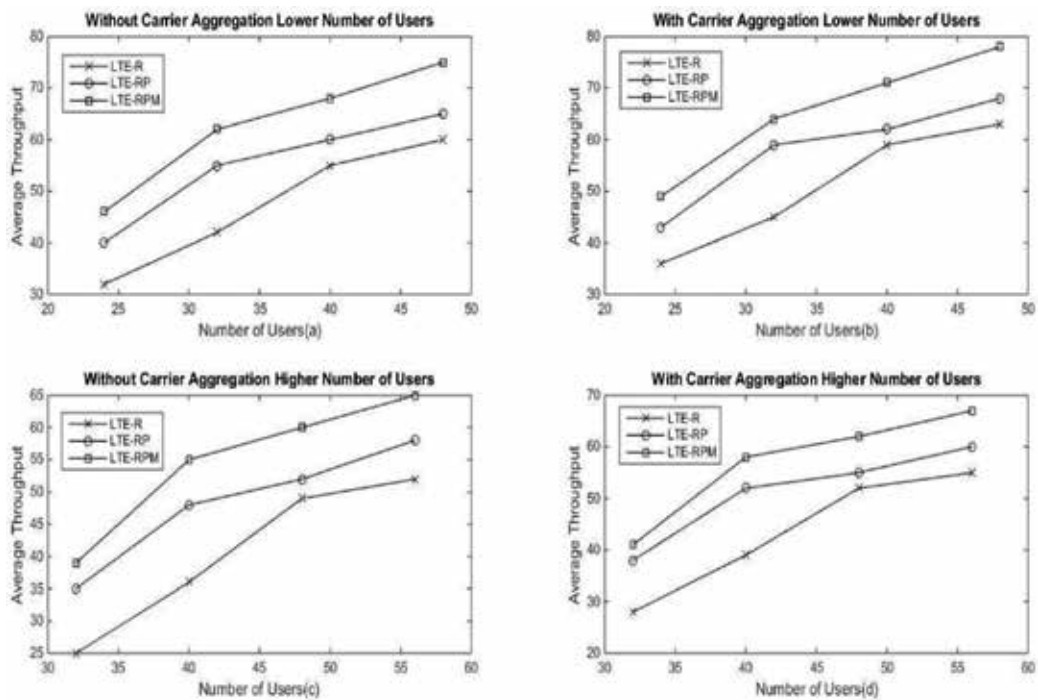 Without Carrier Aggregation Lower Number of Users
80
70
60
50
40
30
20
25
30
35
40
45
50
LTE-R
LTE-RP
LTE-RPM
Average Throughput
Number of Users(a)
With Carrier Aggregation Lower Number of Users
80
70
60
50
40
30
20
25
30
35
40
45
50
LTE-R
LTE-RP
LTE-RPM
Average Throughput
Number of Users(b)
Without Carrier Aggregation Higher Number of Users
65
60
55
50
45
40
35
30
25
30
35
40
45
50
55
60
LTE-R
LTE-RP
LTE-RPM
Average Throughput
Number of Users(c)
With Carrier Aggregation Higher Number of Users
70
60
50
40
30
20
30
35
40
45
50
55
60
LTE-R
LTE-RP
LTE-RPM
Average Throughput
Number of Users(d)